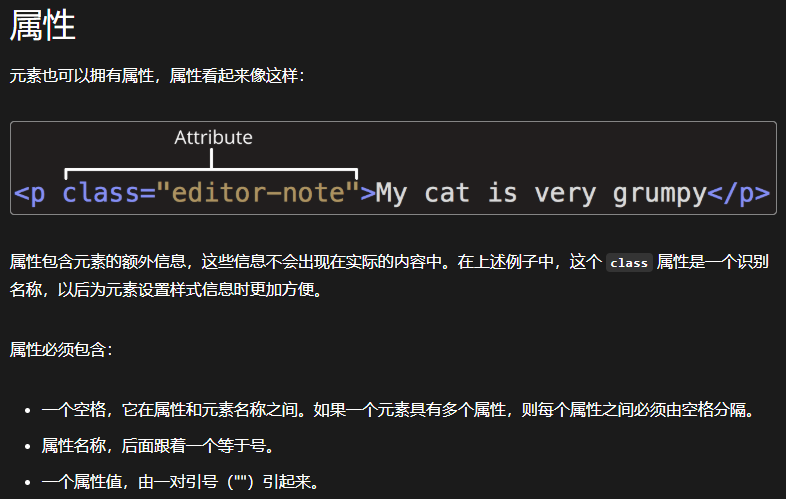 属性
元素也可以拥有属性，属性看起来像这样：
Attribute
<p class="editor-note">My cat is very grumpy</p>
属性包含元素的额外信息，这些信息不会出现在实际的内容中。在上述例子中，这个 class 属性是一个识别
名称，以后为元素设置样式信息时更加方便。
属性必须包含：
• 一个空格，它在属性和元素名称之间。如果一个元素具有多个属性，则每个属性之间必须由空格分隔。
• 属性名称，后面跟着一个等于号。
• 一个属性值，由一对引号（""）引起来。